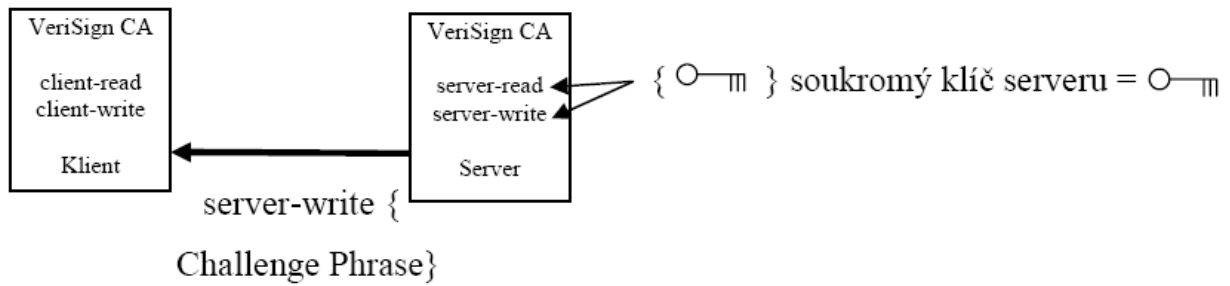 VeriSign CA
client-read
client-write
Klient
VeriSign CA
server-read
server-write
Server
{ } soukromý klíč serveru =
server-write {
Challenge Phrase}